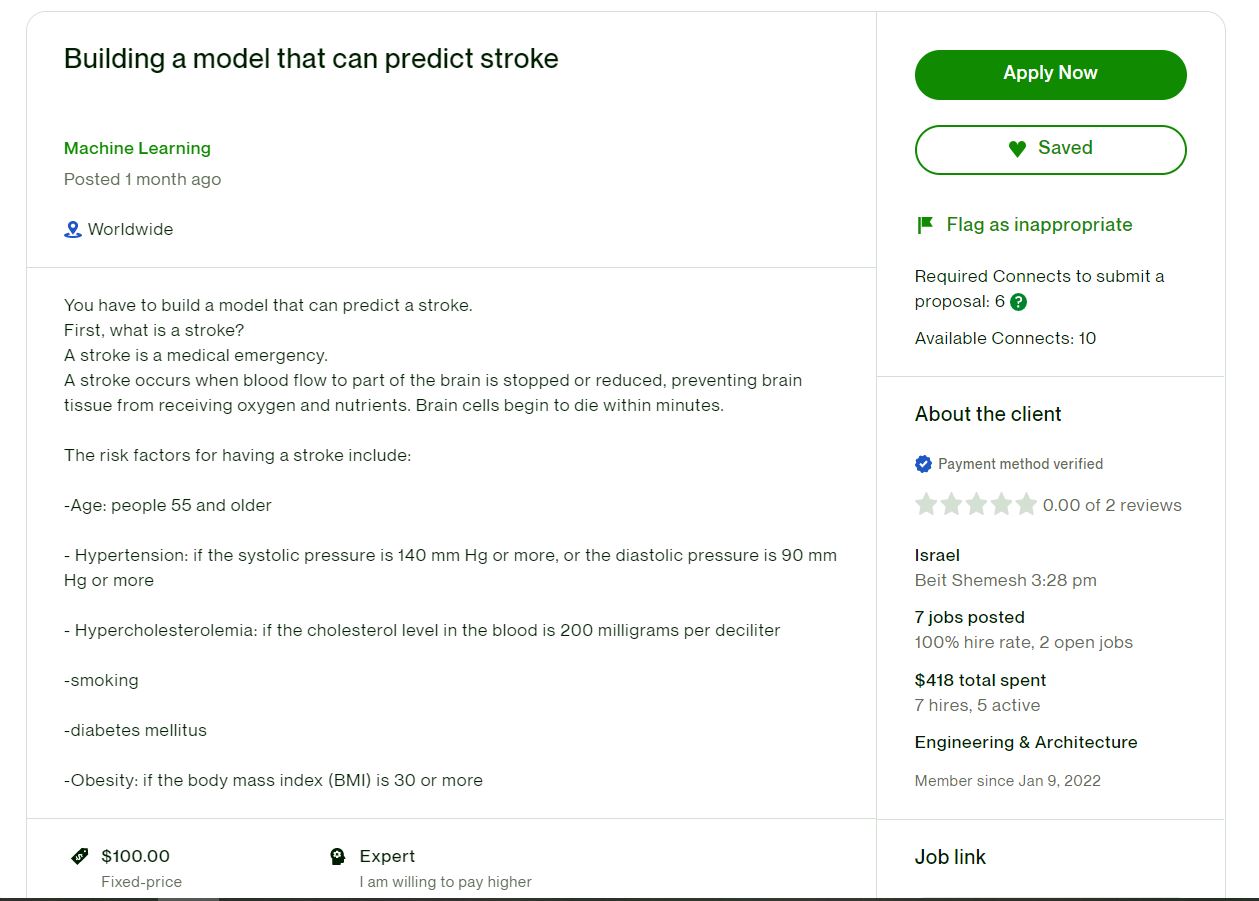 Building a model that can predict stroke
Machine Learning
Posted 1 month ago
Worldwide
You have to build a model that can predict a stroke.
First, what is a stroke?
A stroke is a medical emergency.
A stroke occurs when blood flow to part of the brain is stopped or reduced, preventing brain
tissue from receiving oxygen and nutrients. Brain cells begin to die within minutes.
The risk factors for having a stroke include:
-Age: people 55 and older
- Hypertension: if the systolic pressure is 140 mm Hg or more, or the diastolic pressure is 90 mm
Hg or more
- Hypercholesterolemia: if the cholesterol level in the blood is 200 milligrams per deciliter
-smoking
-diabetes mellitus
-Obesity: if the body mass index (BMI) is 30 or more
$100.00
Fixed-price
Expert
I am willing to pay higher
Apply Now
Saved
Flag as inappropriate
Required Connects to submit a
proposal: 6 ?
Available Connects: 10
About the client
Payment method verified
0.00 of 2 reviews
Israel
Beit Shemesh 3:28 pm
7 jobs posted
100% hire rate, 2 open jobs
$418 total spent
7 hires, 5 active
Engineering & Architecture
Member since Jan 9, 2022
Job link